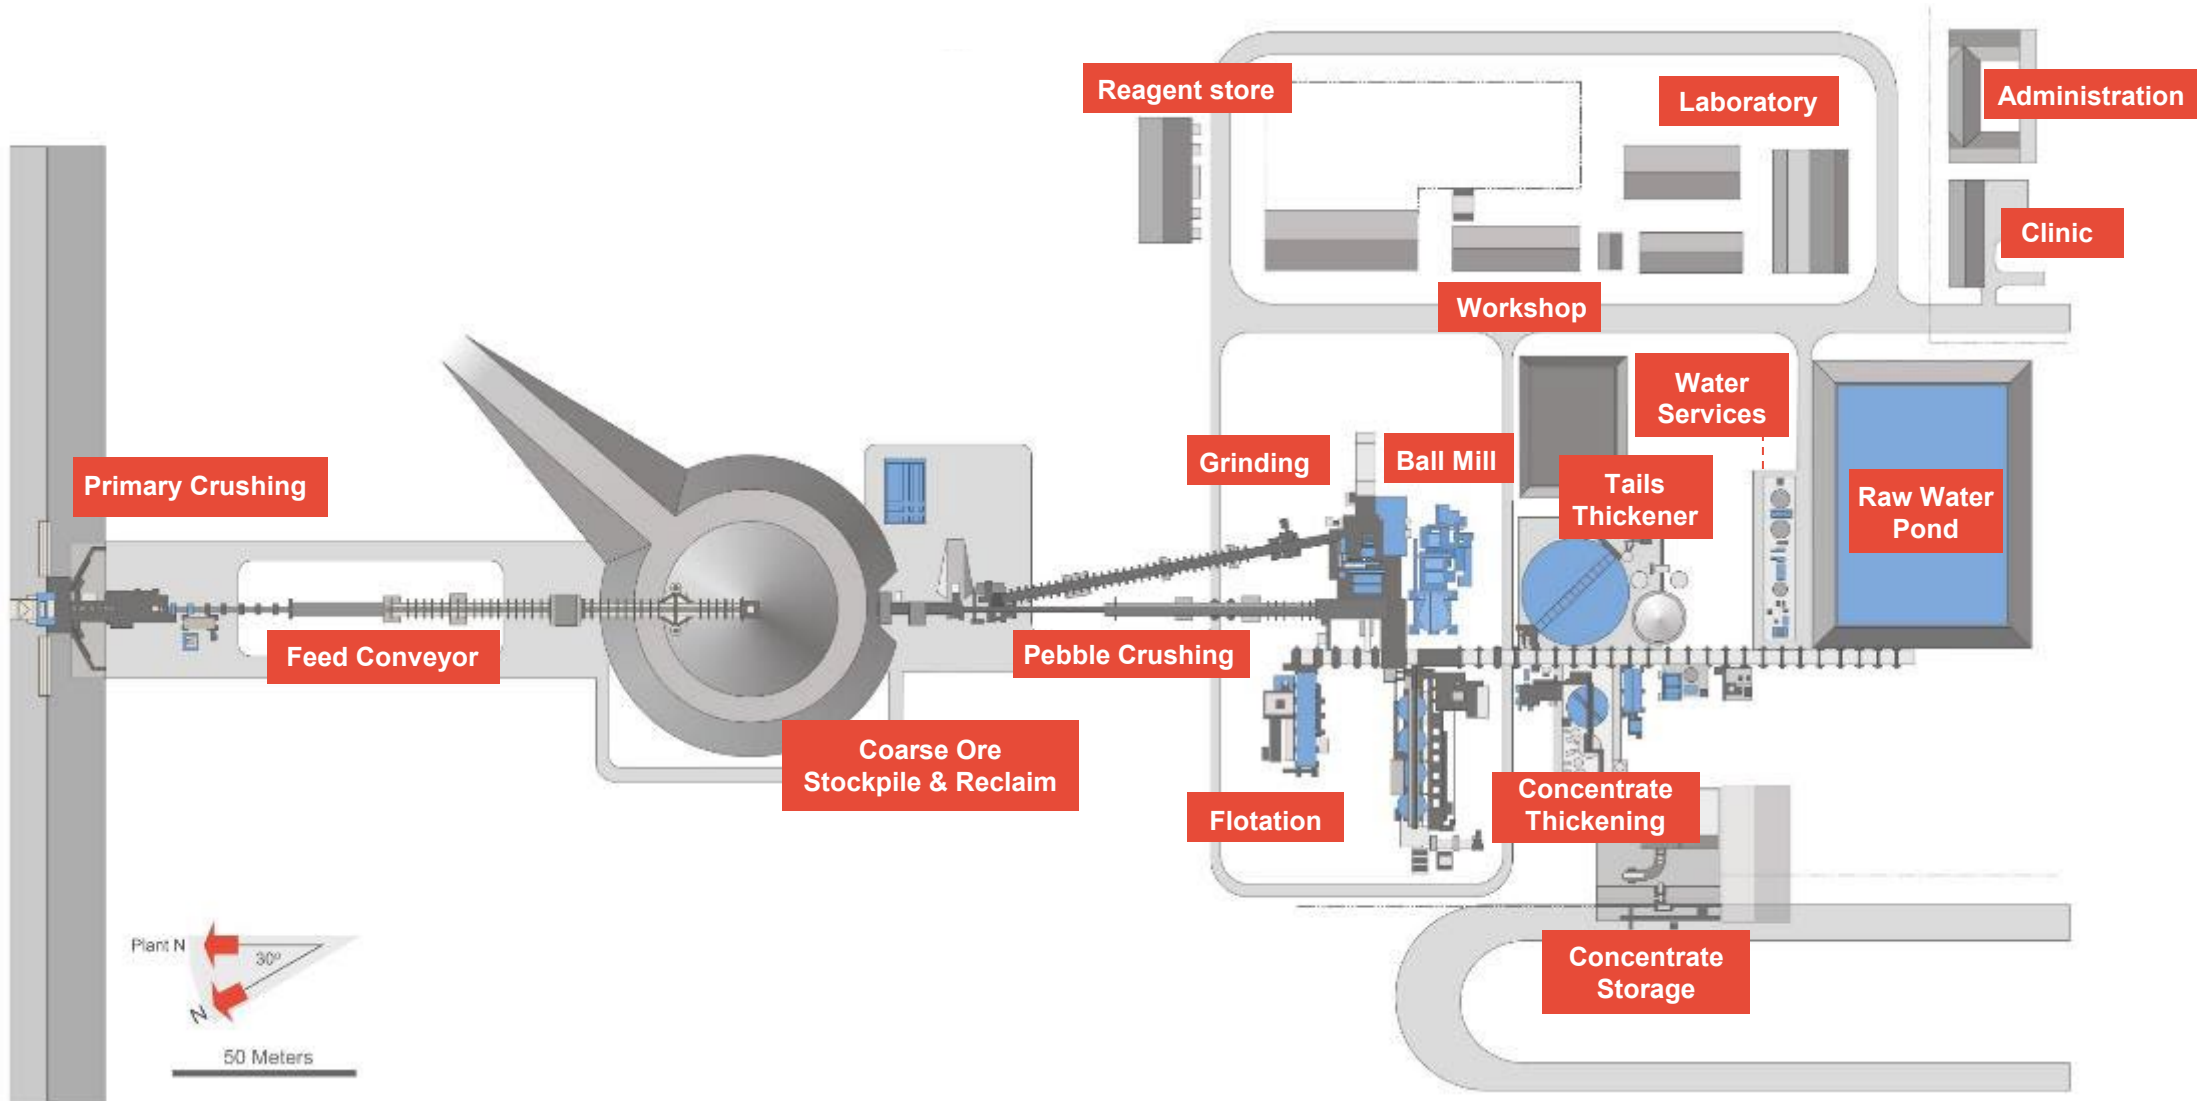 Reagent store
Laboratory
Administration
Clinic
Workshop
Water
Services
Grinding
Ball Mill
Tails
Thickener
Raw Water
Pond
Primary Crushing
Feed Conveyor
Pebble Crushing
Coarse Ore
Stockpile & Reclaim
Flotation
Concentrate
Thickening
Concentrate
Storage
Plant N
30º
N
50 Meters